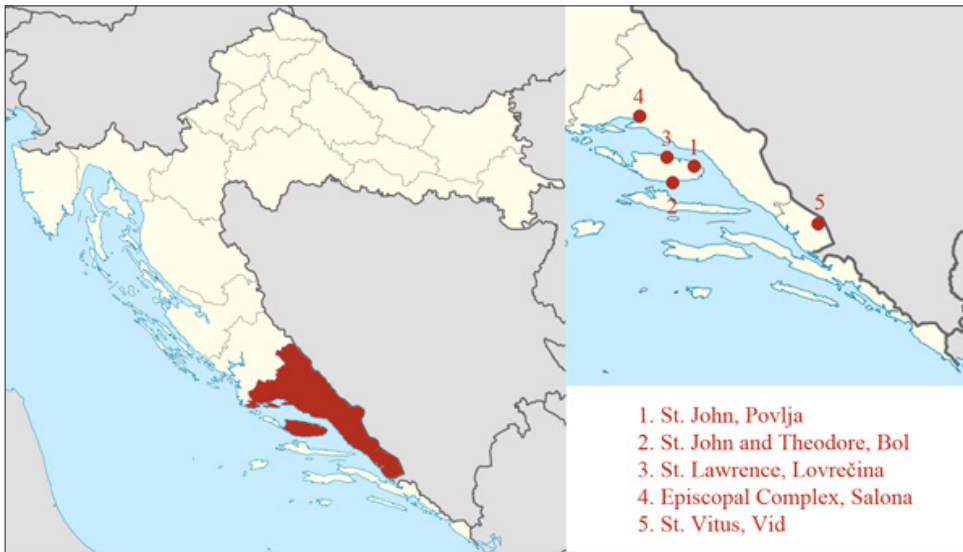 4
3
1
2
5
1. St. John, Povlja
2 St. John and Theodore, Bol
3 St. Lawrence, Lovrečina
4 Episcopal Complex, Salona
5 St. Vitus, Vid